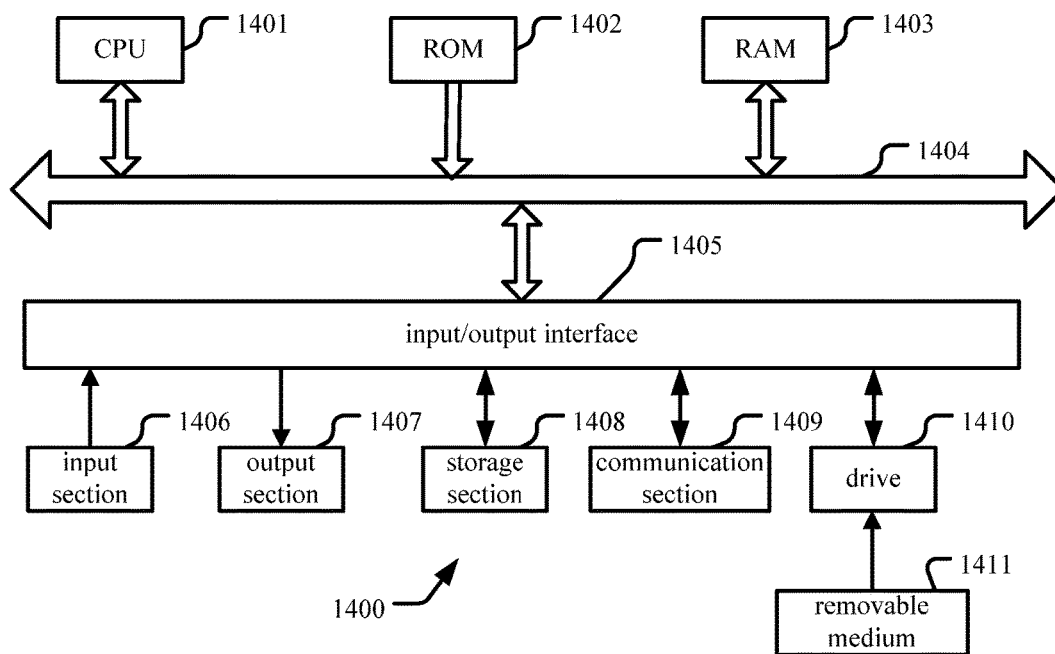 1401
1402
1403
CPU
ROM
RAM
1404
1405
input/output interface
1406
1407
1408
1409
1410
input
section
output
section
storage
section
communication
section
drive
1411
1400
removable
medium